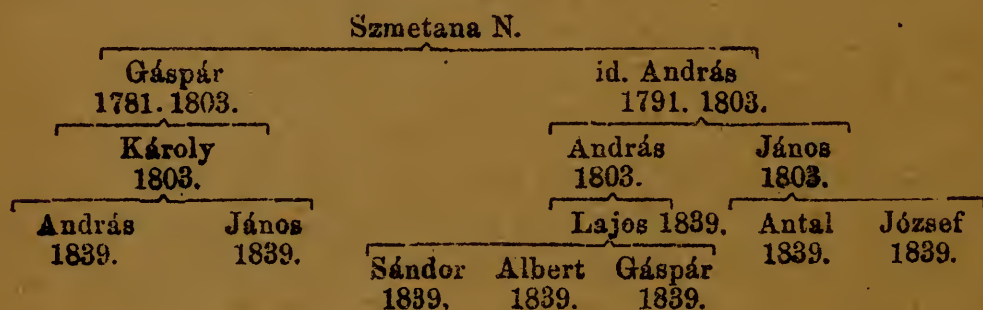 Szmetana N.
Gáspár id. András
1781. 1803. 1791. 1803.
Károly András János
1803. 1803. 1803.
András János Lajos 1839. Antal József
1839. 1839. 1839. 1839.
Sándor Albert Gáspár
1839. 1839. 1839.